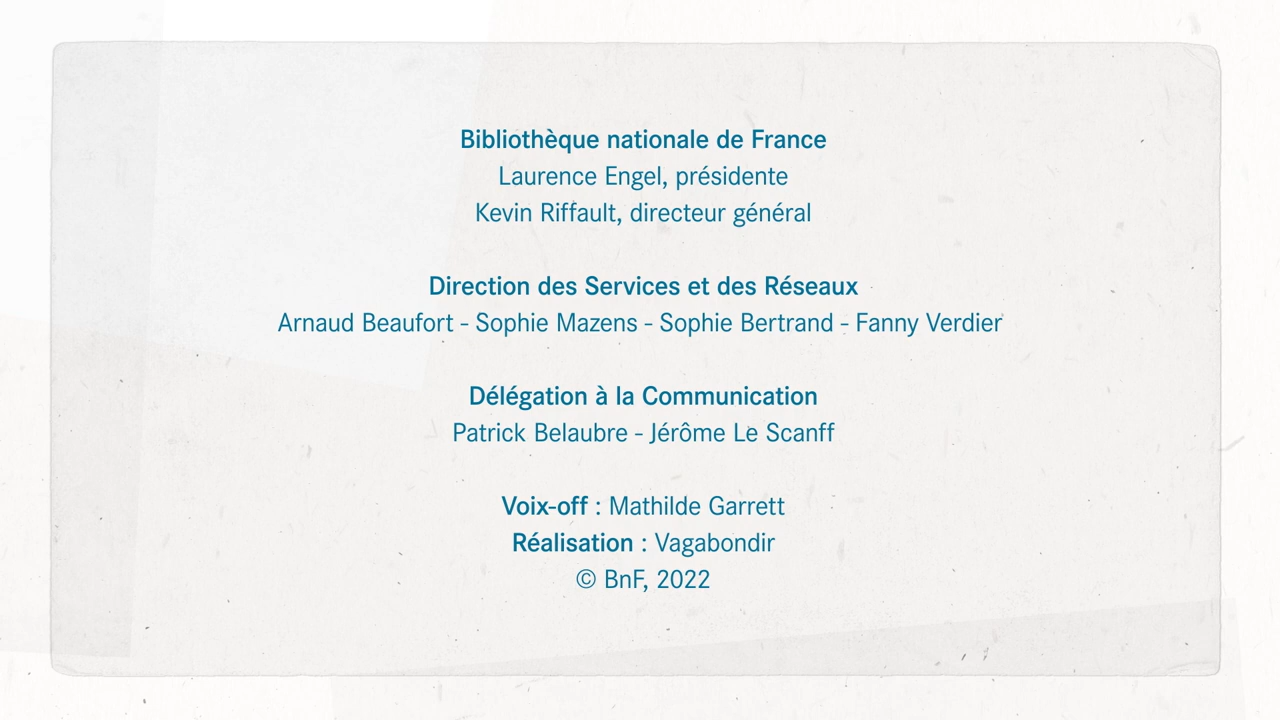 Bibliothèque nationale de France
Laurence Engel, présidente
Kevin Riffault, directeur général
Direction des Services et des Réseaux
Arnaud Beaufort - Sophie Mazens - Sophie Bertrand - Fanny Verdier
Délégation à la Communication
Patrick Belaubre - Jérôme Le Scanff
Voix-off : Mathilde Garrett
Réalisation : Vagabondir
© BnF, 2022